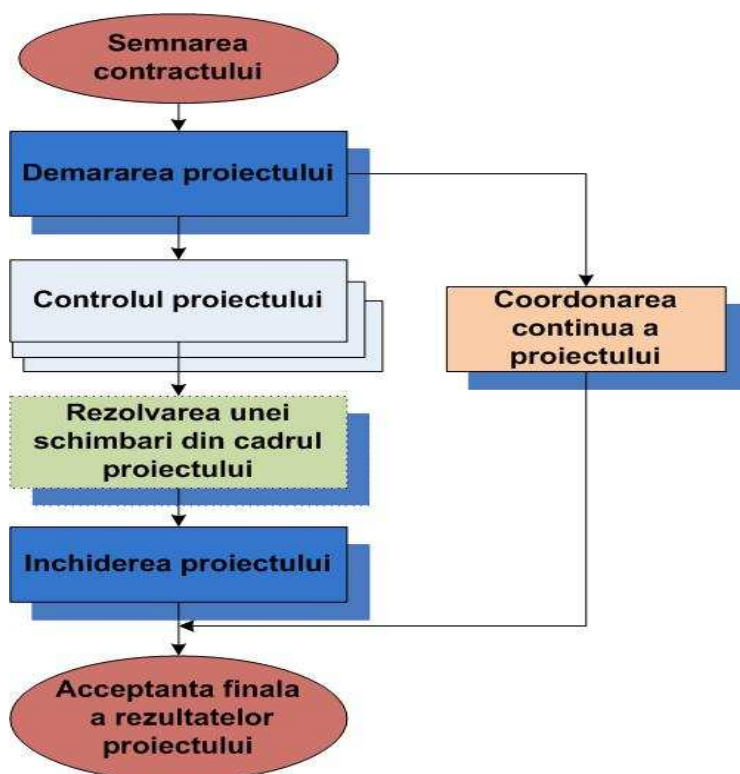 Semnarea
contractului
Demararea proiectului
Controlul proiectului
Coordonarea
continua a
proiectului
Rezolvarea unei
schimbari din cadrul
proiectului
Inchiderea proiectului
Acceptanta finala
a rezultatelor
proiectului